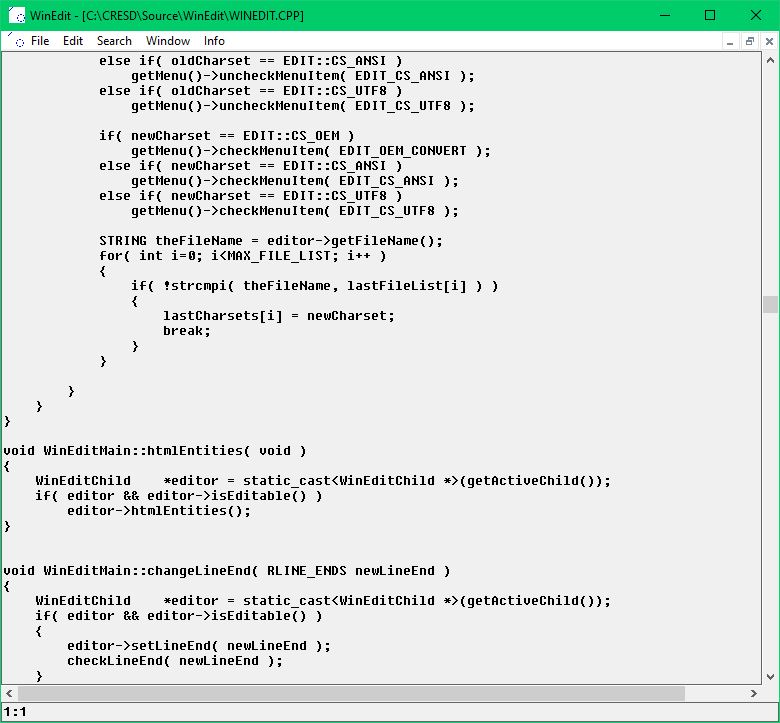 WinEdit - [C:\CRESD\Source\WinEdit\WINEDIT.CPP]
File Edit Search Window Info
        else if( oldCharset == EDIT::CS_ANSI )
            getMenu()->uncheckMenuItem( EDIT_CS_ANSI );
        else if( oldCharset == EDIT::CS_UTF8 )
            getMenu()->uncheckMenuItem( EDIT_CS_UTF8 );

        if( newCharset == EDIT::CS_OEM )
            getMenu()->checkMenuItem( EDIT_OEM_CONVERT );
        else if( newCharset == EDIT::CS_ANSI )
            getMenu()->checkMenuItem( EDIT_CS_ANSI );
        else if( newCharset == EDIT::CS_UTF8 )
            getMenu()->checkMenuItem( EDIT_CS_UTF8 );

            STRING theFileName = editor->getFileName();
            for( int i=0; i<MAX_FILE_LIST; i++ )
            {
                if( !strcmpi( theFileName, lastFileList[i] ) )
                {
                    lastCharsets[i] = newCharset;
                    break;
                }
            }

        }
    }
}

void WinEditMain::htmlEntities( void )
{
    WinEditChild    *editor = static_cast<WinEditChild *>(getActiveChild());
    if( editor && editor->isEditable() )
        editor->htmlEntities();
}


void WinEditMain::changeLineEnd( RLINE_ENDS newLineEnd )
{
    WinEditChild    *editor = static_cast<WinEditChild *>(getActiveChild());
    if( editor && editor->isEditable() )
    {
        editor->setLineEnd( newLineEnd );
        checkLineEnd( newLineEnd );
    }
1:1